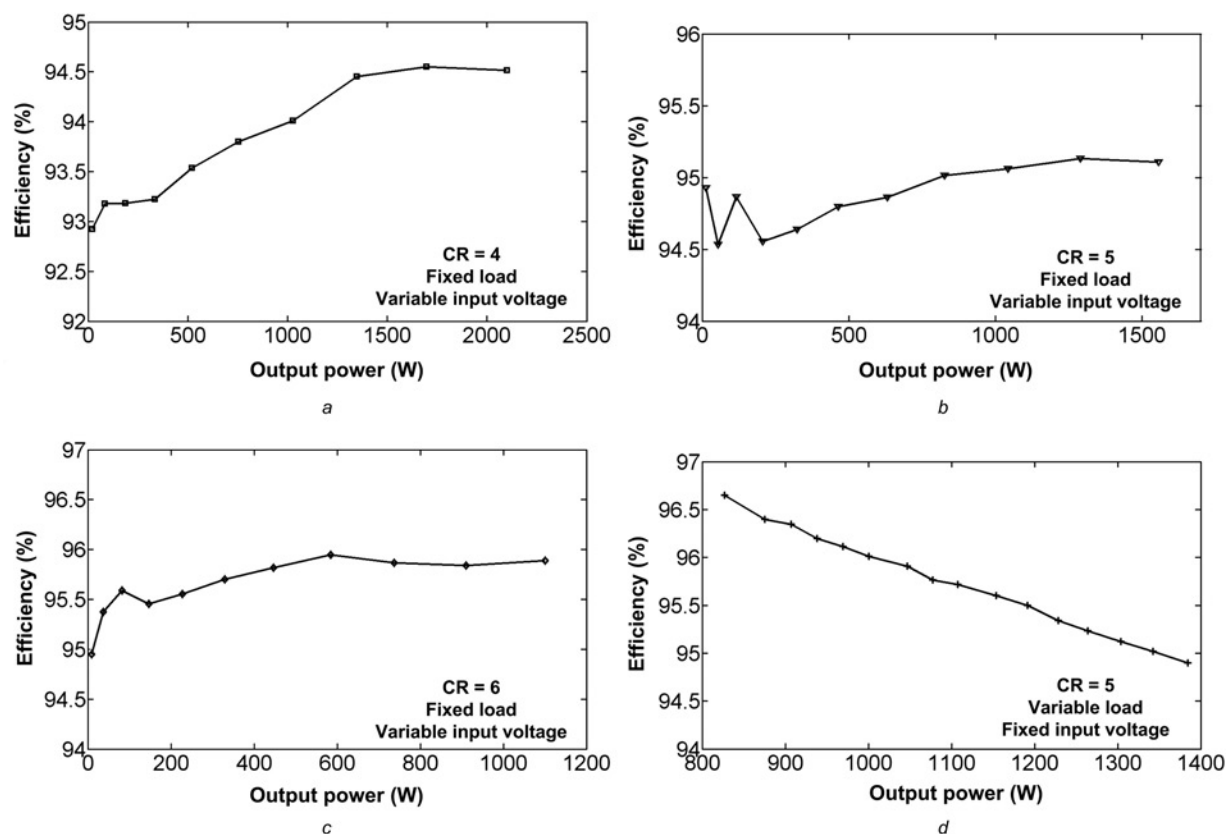 95
94.5
94
93.5
93
92.5
92
Efficiency (%)
CR = 4
Fixed load
Variable input voltage
0 500 1000 1500 2000 2500
Output power (W)
a
96
95.5
95
94.5
94
Efficiency (%)
CR = 5
Fixed load
Variable input voltage
0 500 1000 1500
Output power (W)
b
97
96.5
96
95.5
95
94.5
94
Efficiency (%)
CR = 6
Fixed load
Variable input voltage
0 200 400 600 800 1000 1200
Output power (W)
c
97
96.5
96
95.5
95
94.5
94
Efficiency (%)
CR = 5
Variable load
Fixed input voltage
800 900 1000 1100 1200 1300 1400
Output power (W)
d